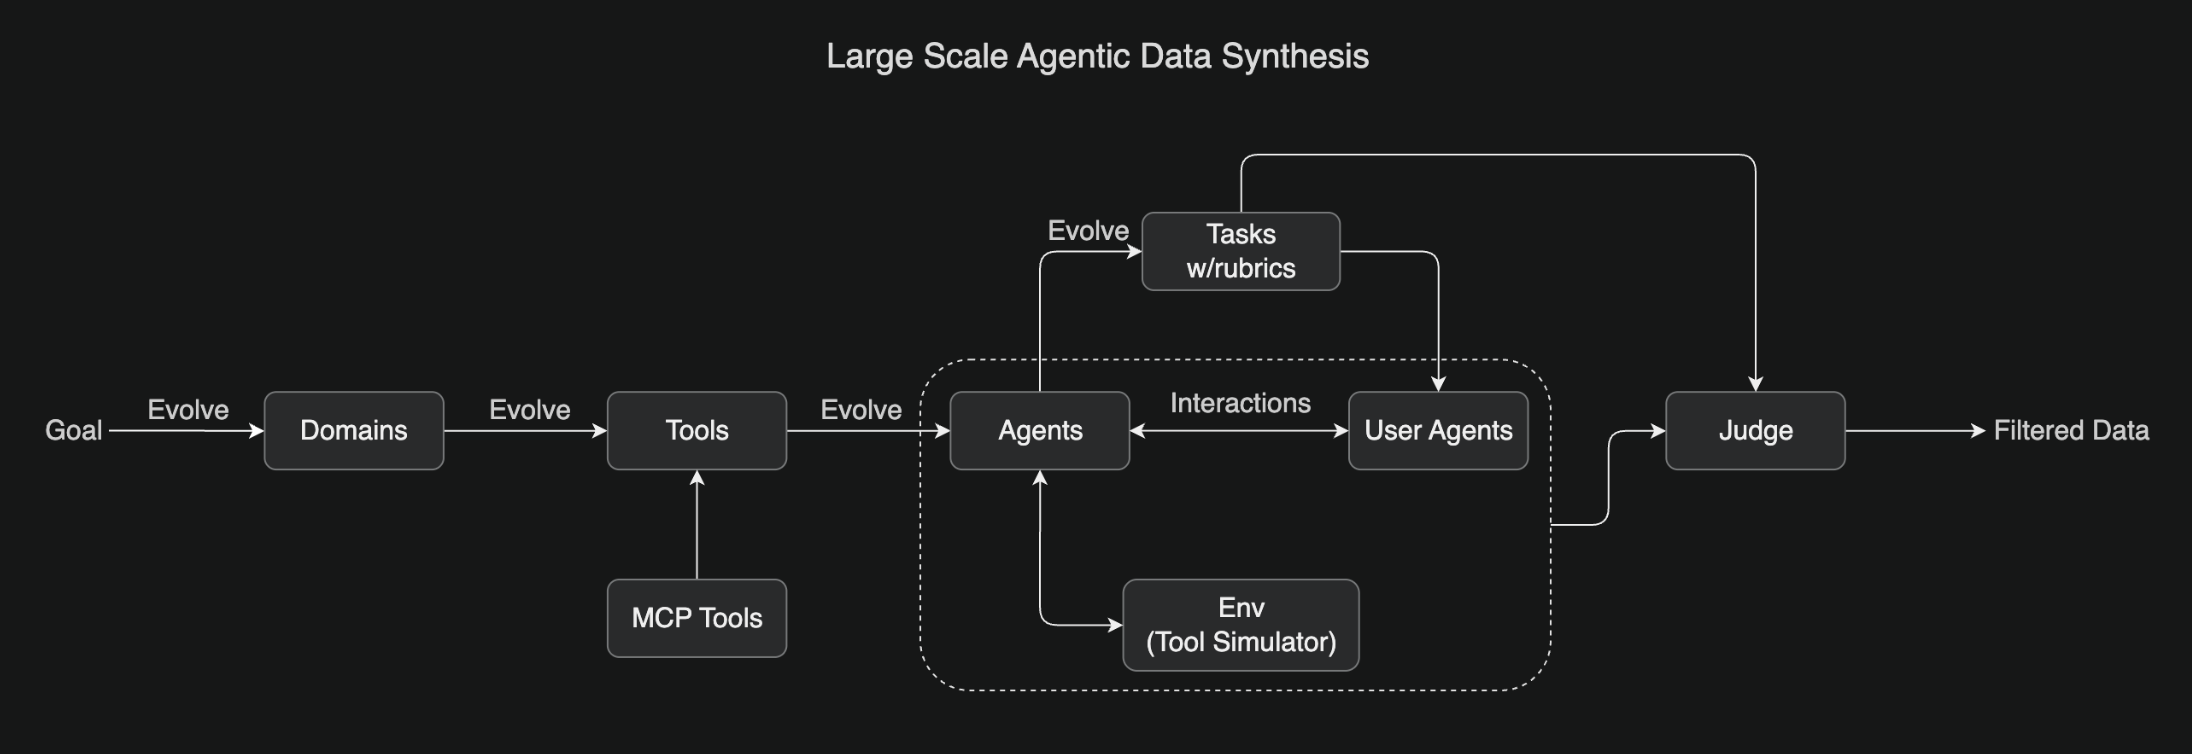 Large Scale Agentic Data Synthesis
Evolve
Tasks
w/rubrics
Goal
Evolve
Domains
Evolve
Tools
Evolve
Agents
Interactions
User Agents
Judge
Filtered Data
MCP Tools
Env
(Tool Simulator)